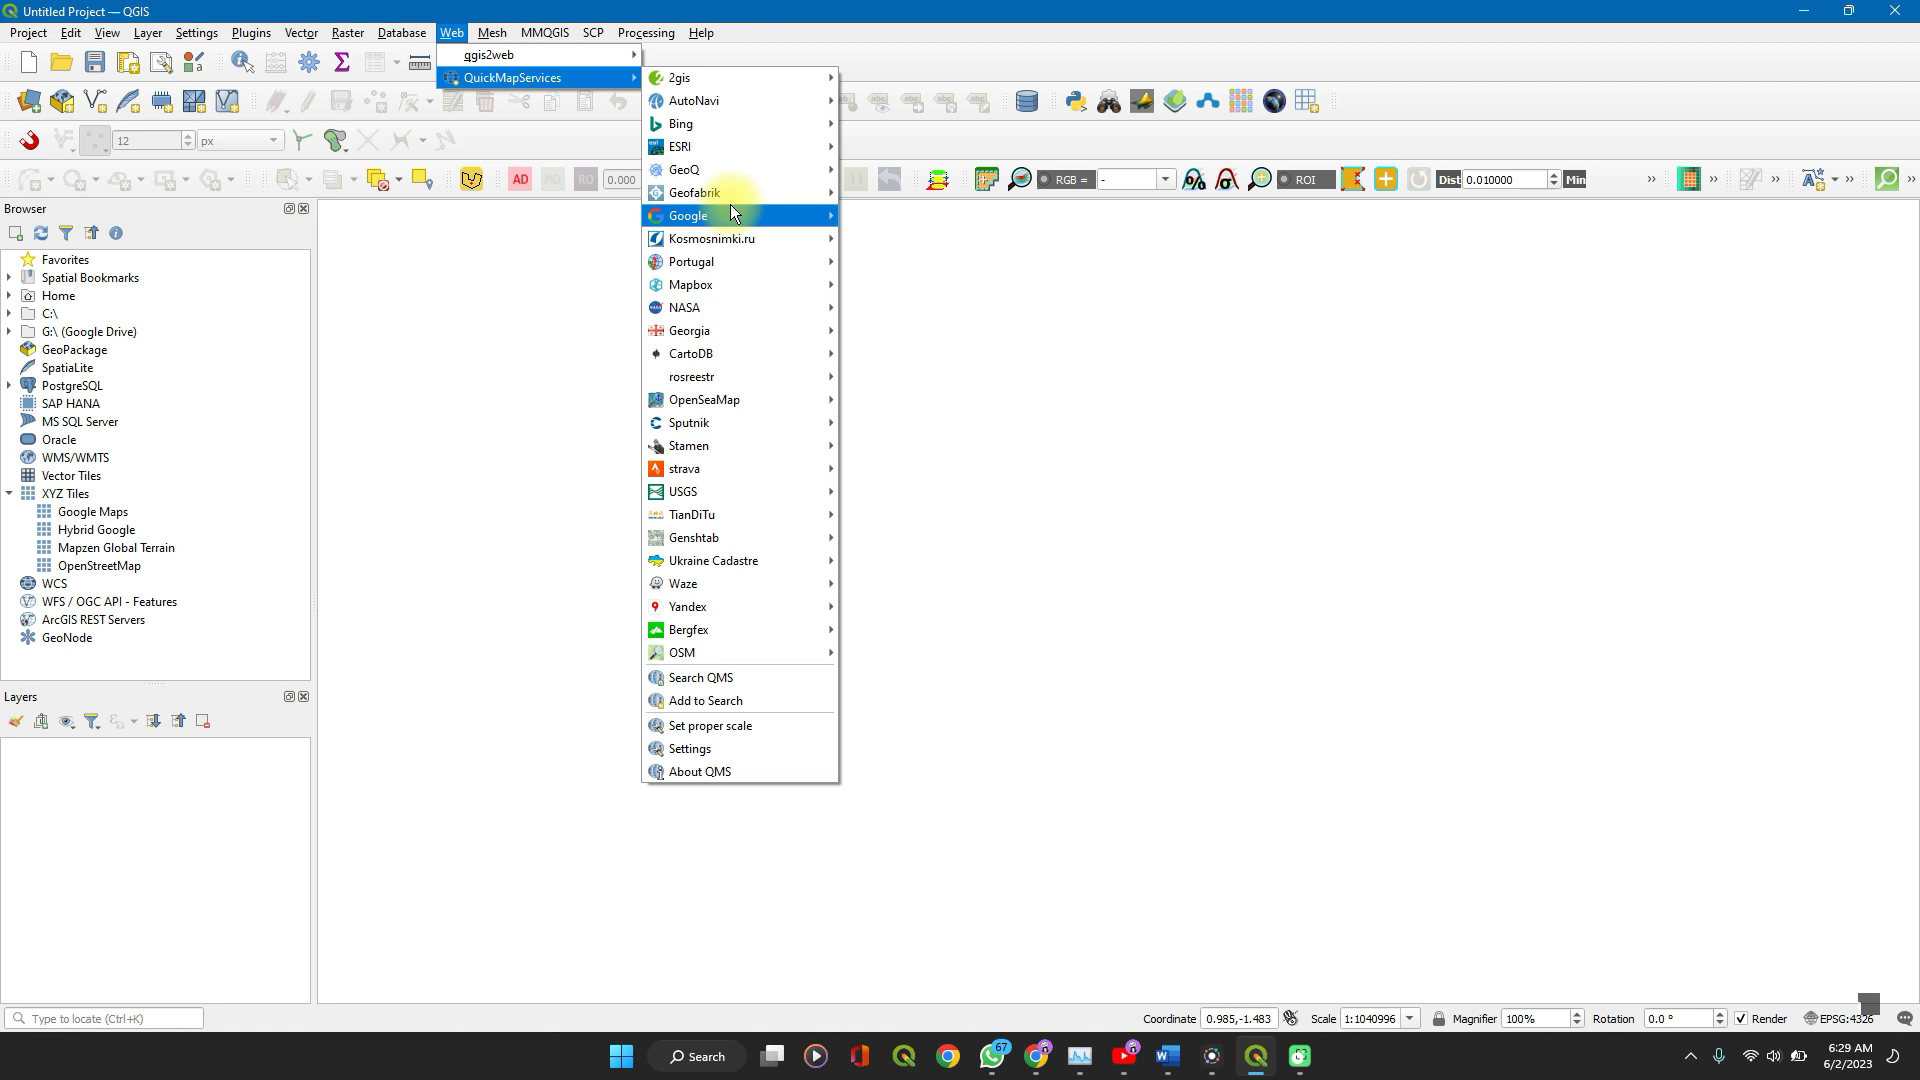 Untitled Project — QGIS
Project Edit View Layer Settings Plugins Vector Raster Database Web Mesh MMQGIS SCP Processing Help
qgis2web
QuickMapServices
2gis
AutoNavi
Bing
ESRI
GeoQ
Geofabrik
Google
Kosmosnimki.ru
Portugal
Mapbox
NASA
Georgia
CartoDB
rosreestr
OpenSeaMap
Sputnik
Stamen
strava
USGS
TianDiTu
Genshtab
Ukraine Cadastre
Waze
Yandex
Bergfex
OSM
Search QMS
Add to Search
Set proper scale
Settings
About QMS
12 px
AD RD 0.000 RGB = - ROI Dist 0.010000 Min
Browser
Favorites
Spatial Bookmarks
Home
C:\
G:\ (Google Drive)
GeoPackage
SpatiaLite
PostgreSQL
SAP HANA
MS SQL Server
Oracle
WMS/WMTS
Vector Tiles
XYZ Tiles
Google Maps
Hybrid Google
Mapzen Global Terrain
OpenStreetMap
WCS
WFS / OGC API - Features
ArcGIS REST Servers
GeoNode
Layers
Type to locate (Ctrl+K) Coordinate 0.985,-1.483 Scale 1:1040996 Magnifier 100% Rotation 0.0 ° Render EPSG:4326
Search 67 6:29 AM
6/2/2023